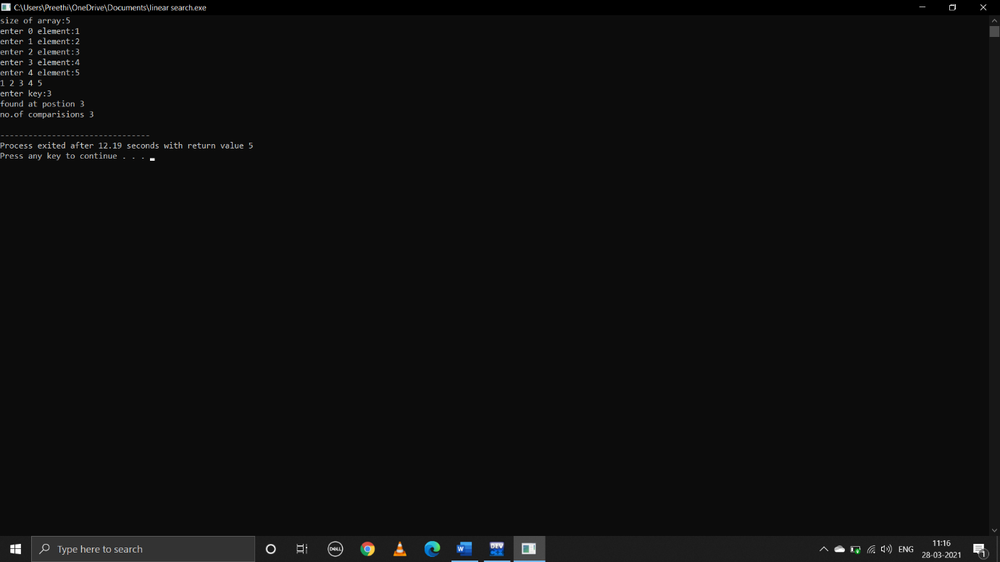 C:\Users\Preethi\OneDrive\Documents\linear search.exe
size of array:5
enter 0 element:1
enter 1 element:2
enter 2 element:3
enter 3 element:4
enter 4 element:5
1 2 3 4 5
enter key:3
found at postion 3
no.of comparisions 3
--------------------------------
Process exited after 12.19 seconds with return value 5
Press any key to continue . . .
Type here to search
DELL
W
DEV
ENG
11:16
28-03-2021
1